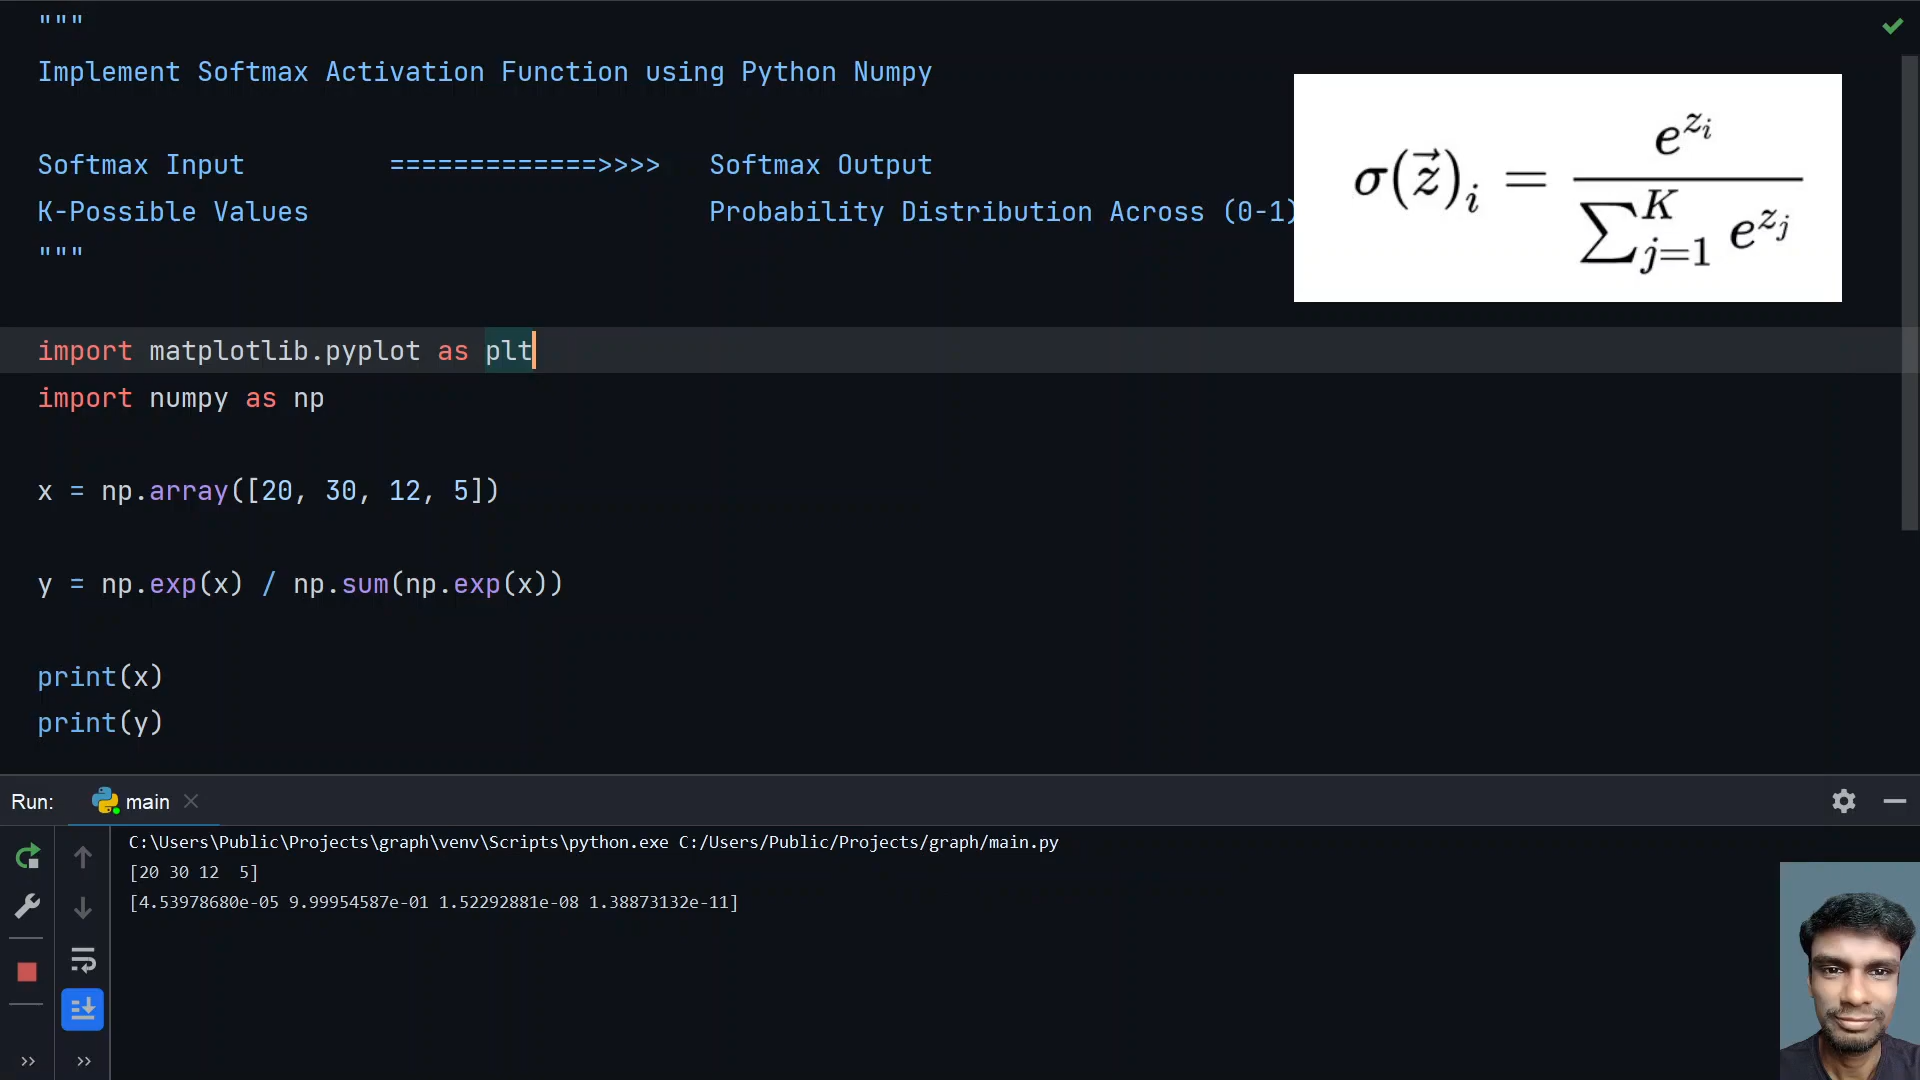 """
Implement Softmax Activation Function using Python Numpy
Softmax Input =============>>>> Softmax Output
K-Possible Values Probability Distribution Across (0-1)
"""
σ(z⃗)ᵢ = e^{z_i} / ∑_{j=1}^{K} e^{z_j}
import matplotlib.pyplot as plt
import numpy as np
x = np.array([20, 30, 12, 5])
y = np.exp(x) / np.sum(np.exp(x))
print(x)
print(y)
Run: main
C:\Users\Public\Projects\graph\venv\Scripts\python.exe C:/Users/Public/Projects/graph/main.py
[20 30 12  5]
[4.53978680e-05 9.99954587e-01 1.52292881e-08 1.38873132e-11]